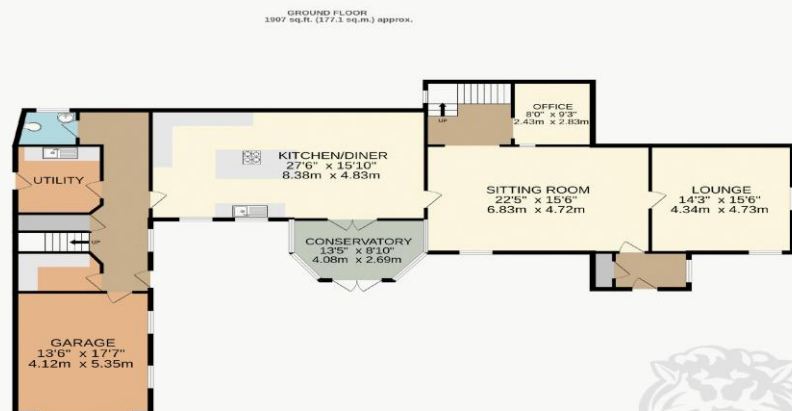 GROUND FLOOR
1907 sq.ft. (177.1 sq.m.) approx.
OFFICE
8'0" x 9'3"
2.43m x 2.83m
UP
KITCHEN/DINER
27'6" x 15'10"
8.38m x 4.83m
UTILITY
SITTING ROOM
22'5" x 15'6"
6.83m x 4.72m
LOUNGE
14'3" x 15'6"
4.34m x 4.73m
UP
CONSERVATORY
13'5" x 8'10"
4.08m x 2.69m
GARAGE
13'6" x 17'7"
4.12m x 5.35m